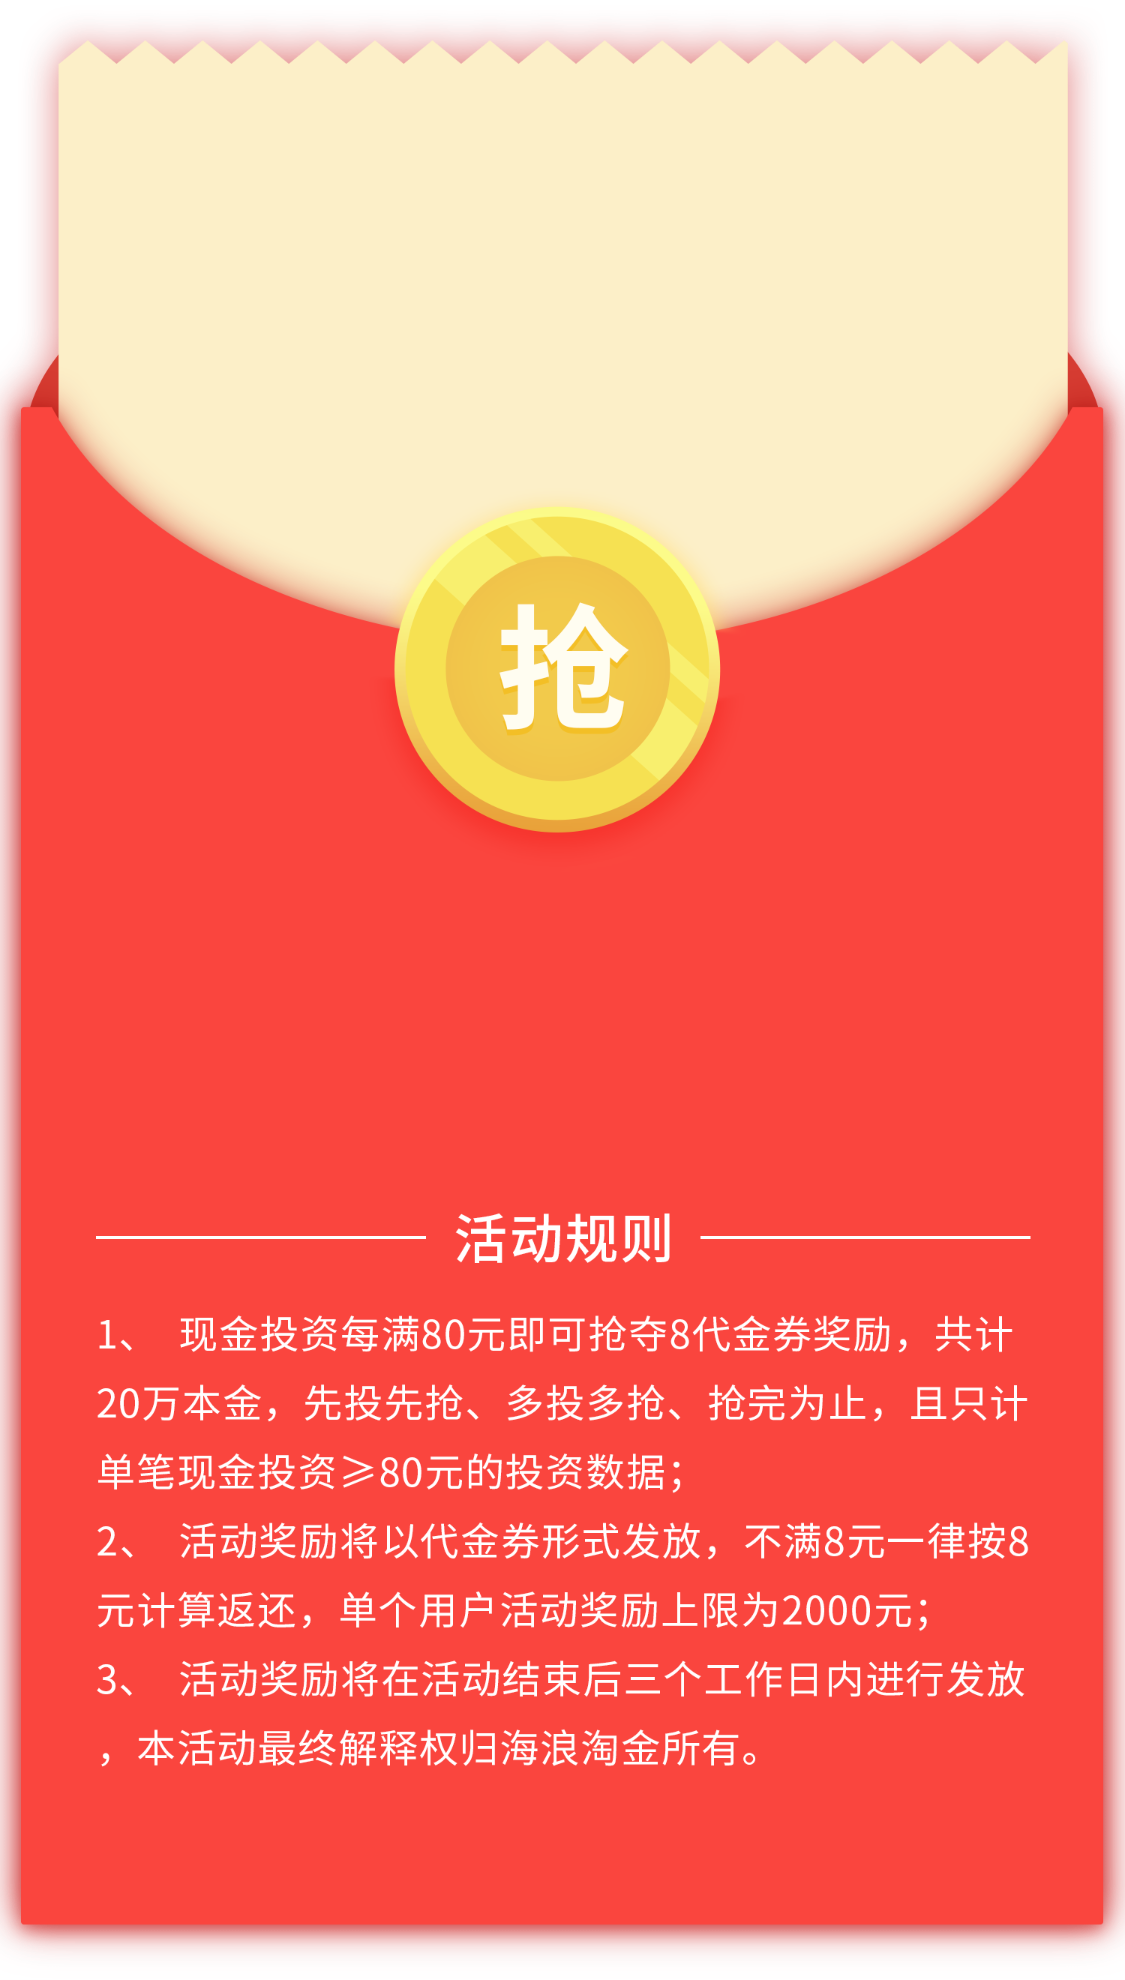 抢
活动规则
1、 现金投资每满80元即可抢夺8代金券奖励，共计
20万本金，先投先抢、多投多抢、抢完为止，且只计
单笔现金投资≥80元的投资数据；
2、 活动奖励将以代金券形式发放，不满8元一律按8
元计算返还，单个用户活动奖励上限为2000元；
3、 活动奖励将在活动结束后三个工作日内进行发放
，本活动最终解释权归海浪淘金所有。